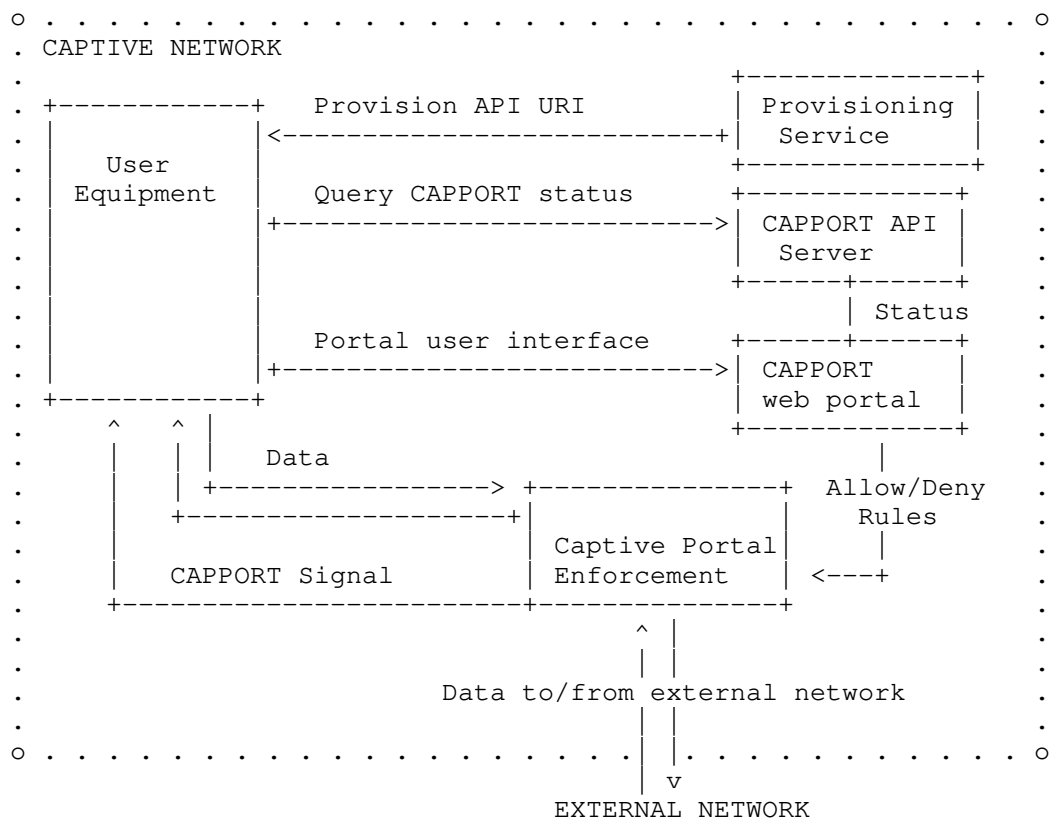 CAPTIVE NETWORK
Provision API URI
Provisioning
Service
User
Equipment
Query CAPPORT status
CAPPORT API
Server
Status
Portal user interface
CAPPORT
web portal
Data
Allow/Deny
Rules
Captive Portal
Enforcement
CAPPORT Signal
Data to/from external network
EXTERNAL NETWORK